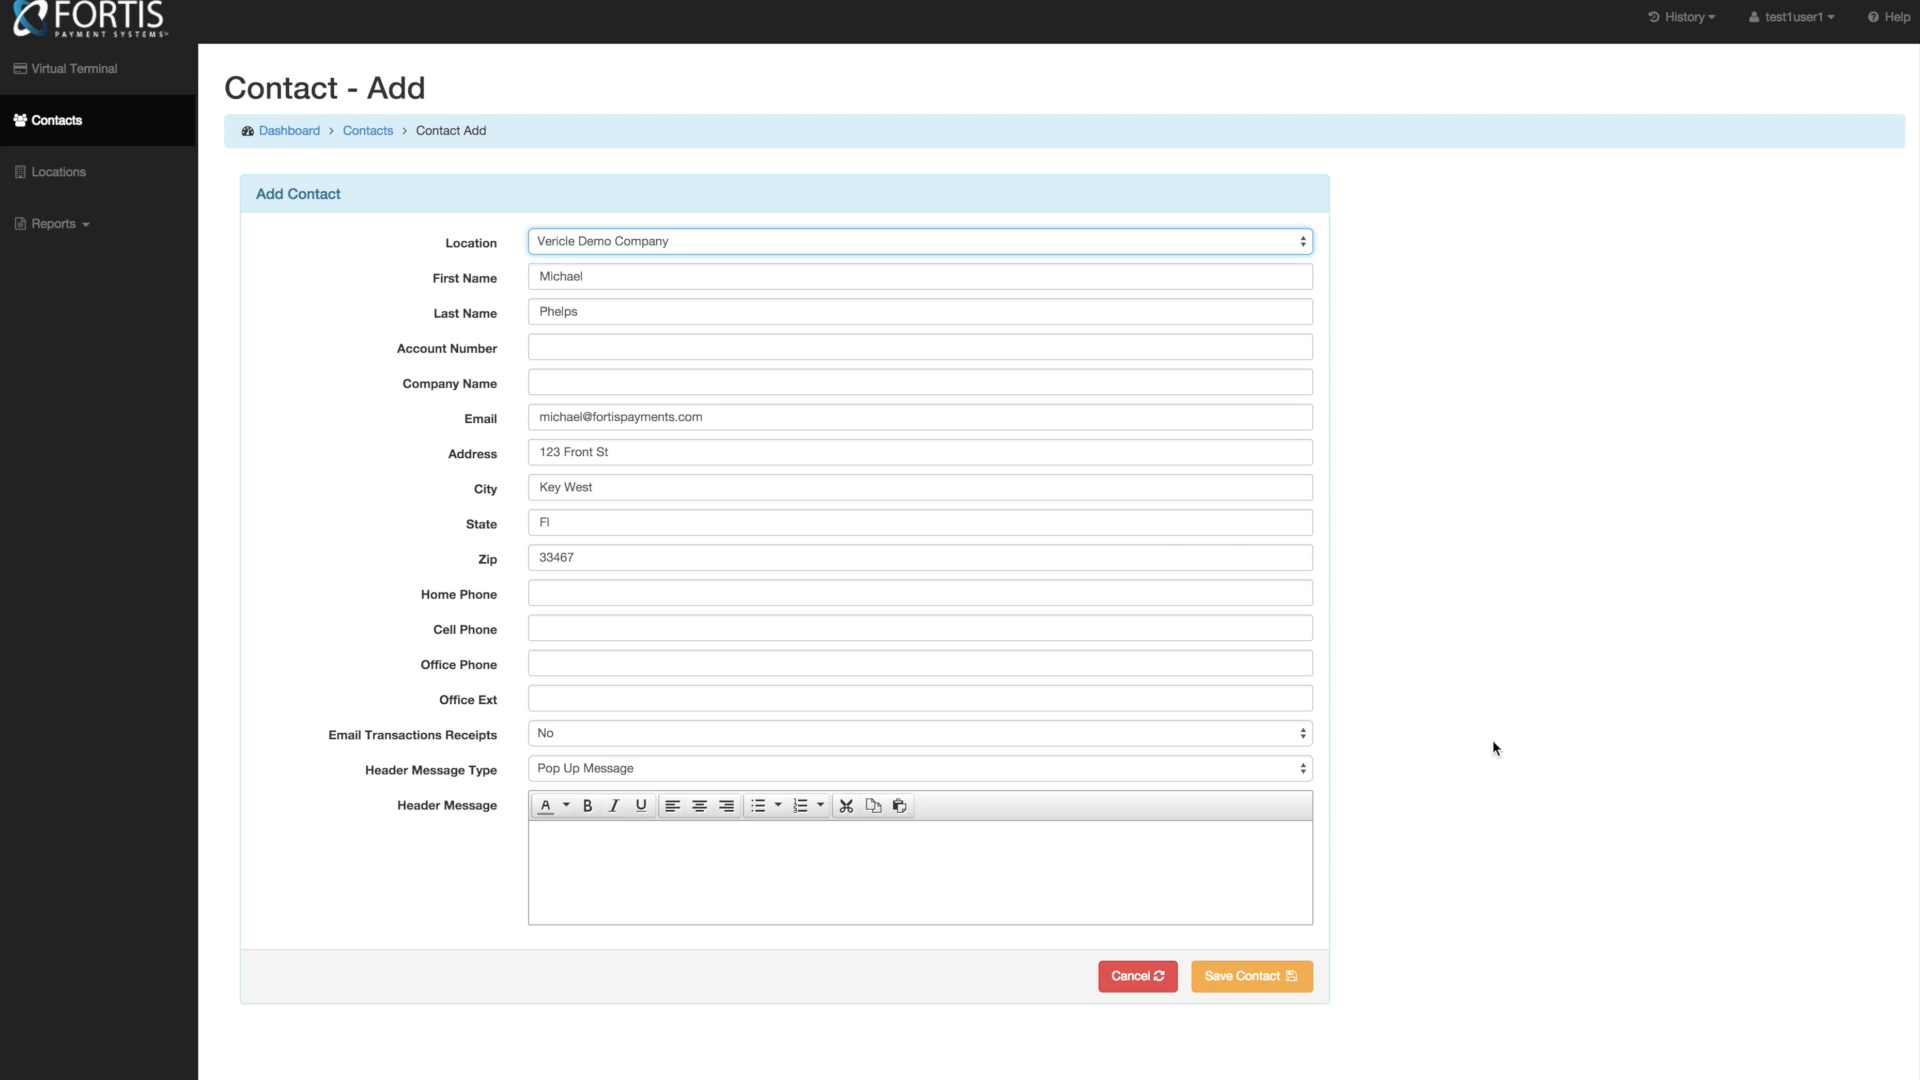 FORTIS
PAYMENT SYSTEMS
History
test1user1
Help
Virtual Terminal
Contacts
Locations
Reports
Contact - Add
Dashboard > Contacts > Contact Add
Add Contact
Location Vericle Demo Company
First Name Michael
Last Name Phelps
Account Number
Company Name
Email michael@fortispayments.com
Address 123 Front St
City Key West
State Fl
Zip 33467
Home Phone
Cell Phone
Office Phone
Office Ext
Email Transactions Receipts No
Header Message Type Pop Up Message
Header Message A B I U
Cancel Save Contact